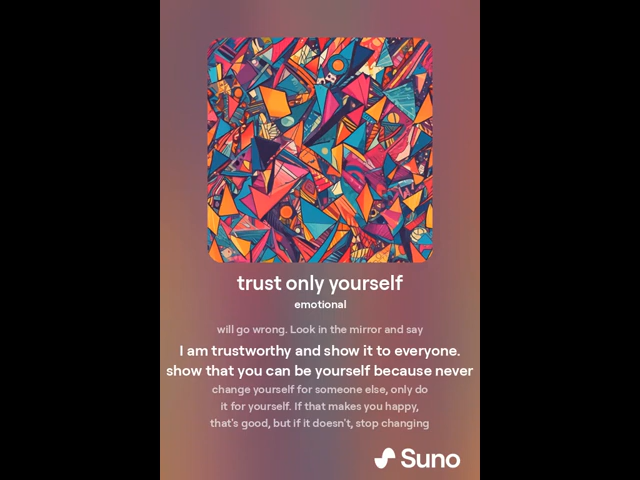 trust only yourself
emotional
will go wrong. Look in the mirror and say
I am trustworthy and show it to everyone.
show that you can be yourself because never
change yourself for someone else, only do
it for yourself. If that makes you happy,
that's good, but if it doesn't, stop changing
Suno